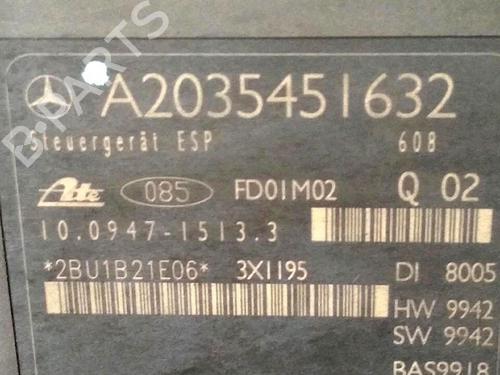 B-PARTS
A2035451632
Steuergerät ESP 608
Ate 085 FD01M02 Q 02
10.0947-1513.3
*2BU1B21E06* 3X1195 DI 8005
HW 9942
SW 9942
BAS9918